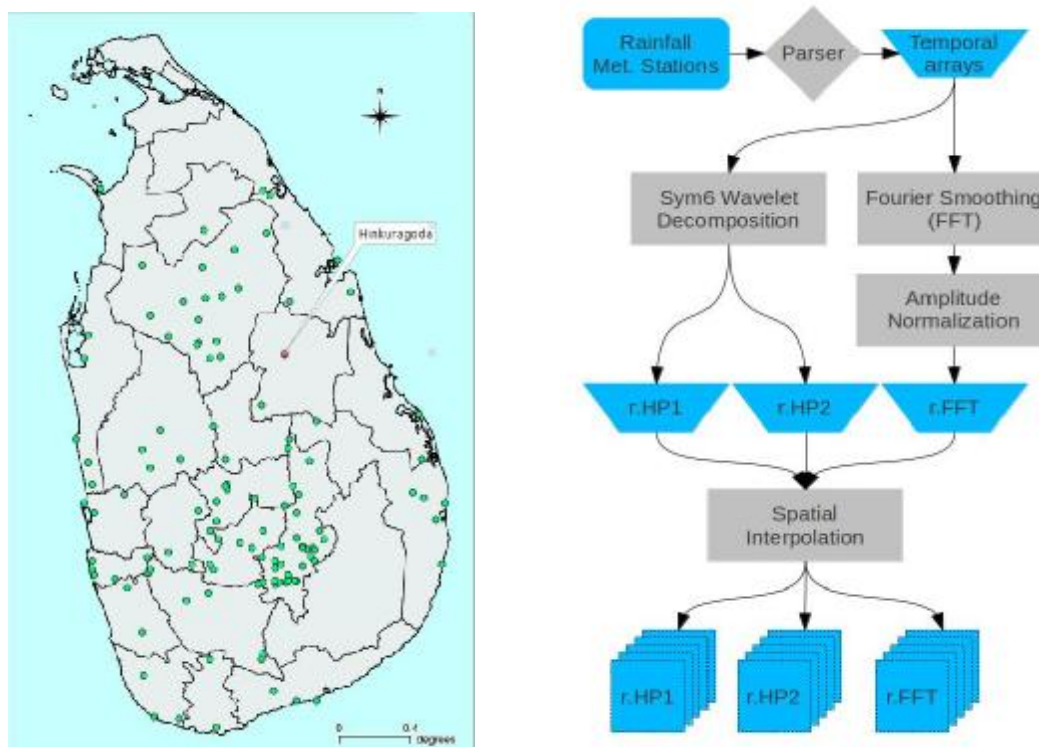 N
Hinkuragoda
0
0.4
degrees
Rainfall
Met. Stations
Parser
Temporal
arrays
Sym6 Wavelet
Decomposition
Fourier Smoothing
(FFT)
Amplitude
Normalization
r.HP1
r.HP2
r.FFT
Spatial
Interpolation
r.HP1
r.HP2
r.FFT